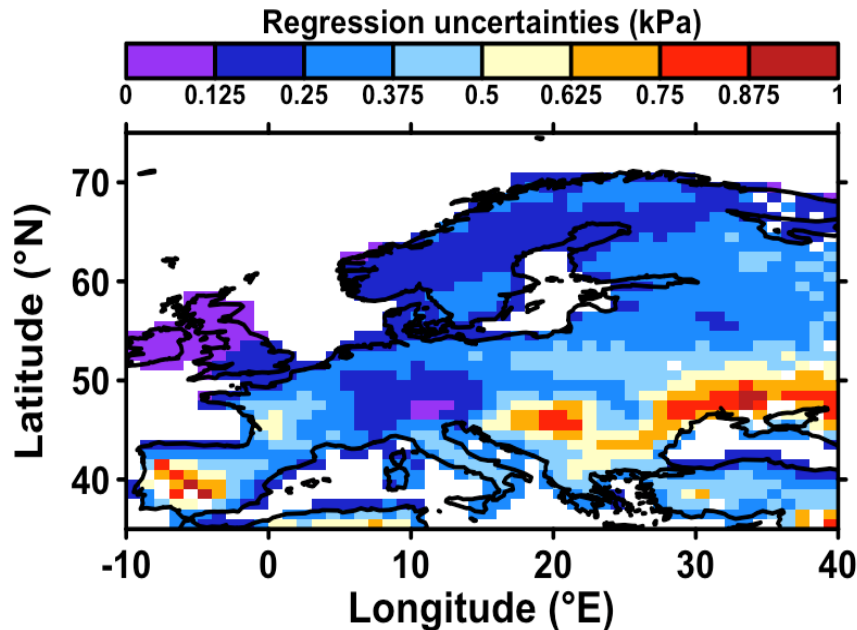 Regression uncertainties (kPa)
0 0.125 0.25 0.375 0.5 0.625 0.75 0.875 1
70
60
50
40
Latitude (°N)
-10 0 10 20 30 40
Longitude (°E)